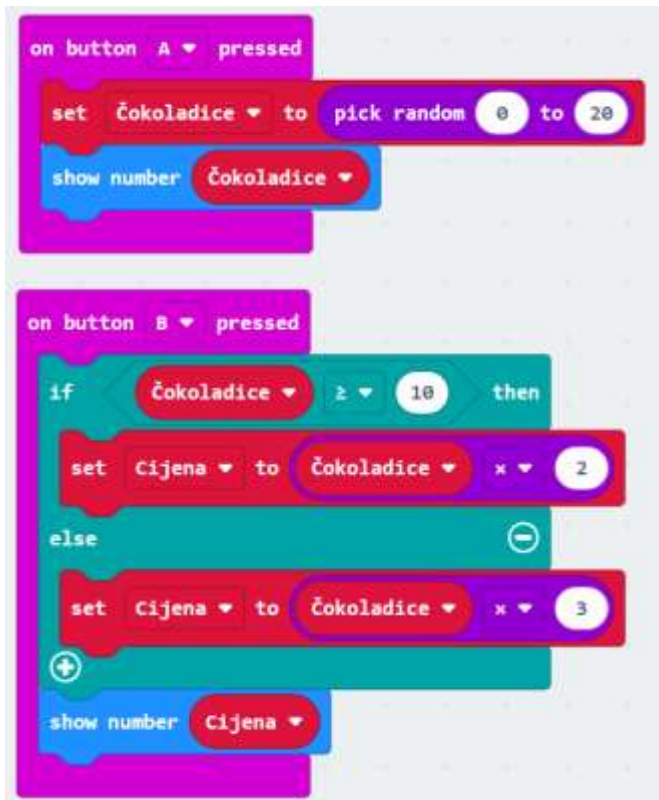 on button A pressed
set Čokoladice to pick random 0 to 20
show number Čokoladice
on button B pressed
if Čokoladice ≥ 10 then
set Cijena to Čokoladice × 2
else
set Cijena to Čokoladice × 3
show number Cijena